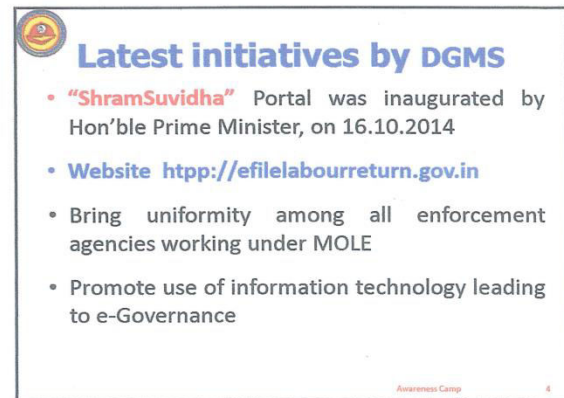 Latest initiatives by DGMS
• “ShramSuvidha” Portal was inaugurated by
Hon’ble Prime Minister, on 16.10.2014
• Website htpp://efilelabourreturn.gov.in
• Bring uniformity among all enforcement
agencies working under MOLE
• Promote use of information technology leading
to e-Governance
Awareness Camp 4